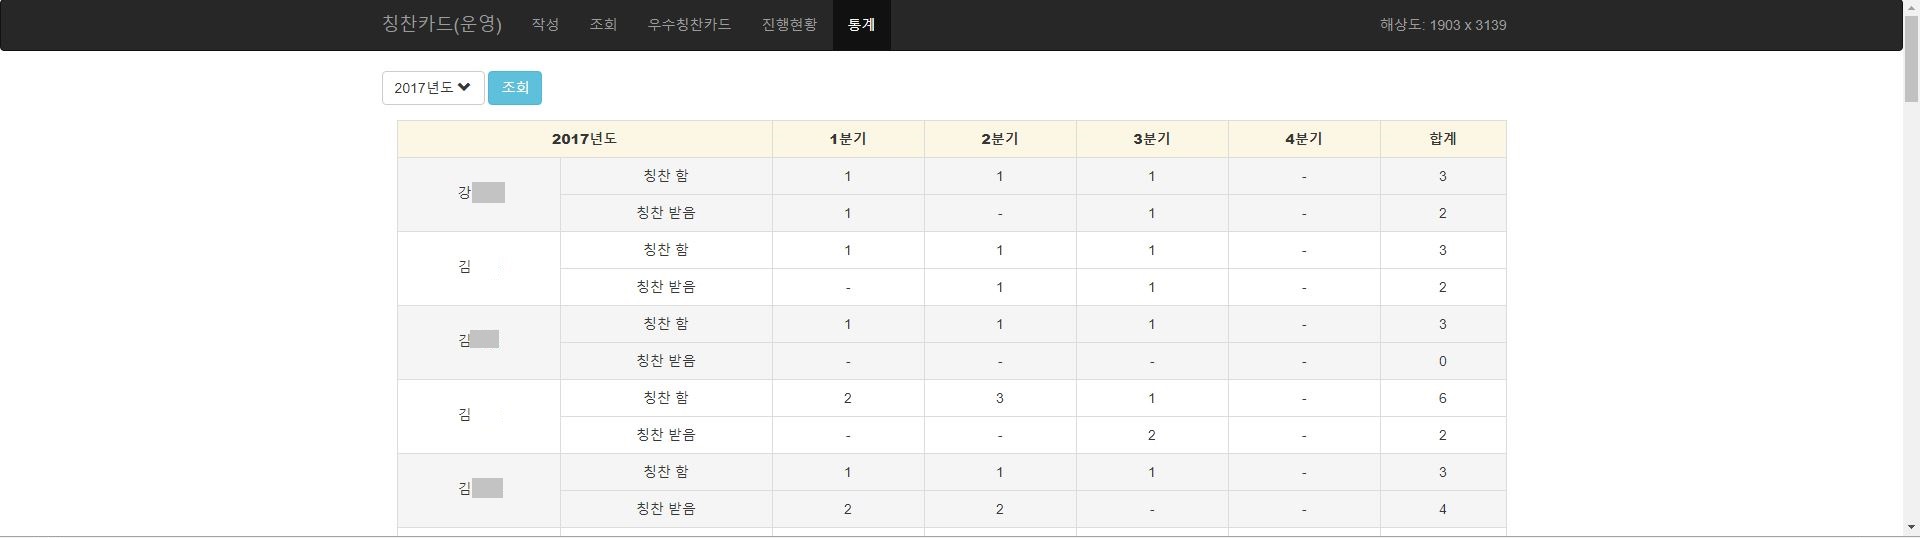 칭찬카드(운영) 작성 조회 우수칭찬카드 진행현황 통계 해상도: 1903 x 3139
2017년도 조회
2017년도 1분기 2분기 3분기 4분기 합계
강 칭찬 함 1 1 1 - 3
칭찬 받음 1 - 1 - 2
김 칭찬 함 1 1 1 - 3
칭찬 받음 - 1 1 - 2
김 칭찬 함 1 1 1 - 3
칭찬 받음 - - - - 0
김 칭찬 함 2 3 1 - 6
칭찬 받음 - - 2 - 2
김 칭찬 함 1 1 1 - 3
칭찬 받음 2 2 - - 4